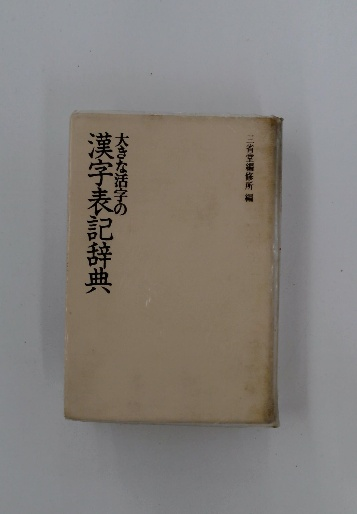 三省堂編修所 編
大きな活字の
漢字表記辞典